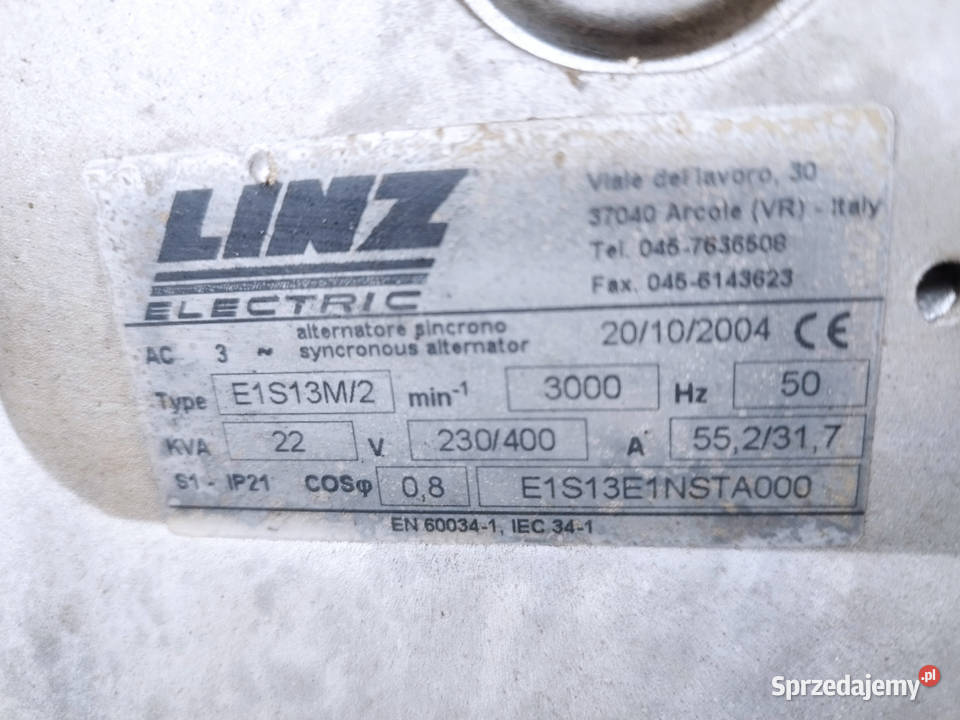 LINZ
ELECTRIC
Viale del lavoro, 30
37040 Arcole (VR) - Italy
Tel. 045-7636508
Fax. 045-6143623
AC 3 ~ alternatore sincrono
syncronous alternator
20/10/2004 CE
Type E1S13M/2 min-1 3000 Hz 50
KVA 22 V 230/400 A 55,2/31,7
S1 - IP21 COSφ 0,8 E1S13E1NSTA000
EN 60034-1, IEC 34-1
Sprzedajemy.pl